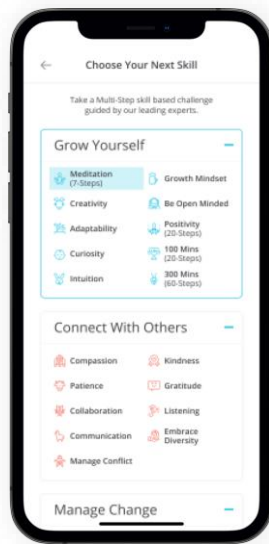 Choose Your Next Skill
Take a Multi-Step skill based challenge
guided by our leading experts.
Grow Yourself
Meditation
(7-Steps)
Growth Mindset
Creativity
Be Open Minded
Adaptability
Positivity
(20-Steps)
Curiosity
100 Mins
(20-Steps)
Intuition
300 Mins
(60-Steps)
Connect With Others
Compassion
Kindness
Patience
Gratitude
Collaboration
Listening
Communication
Embrace
Diversity
Manage Conflict
Manage Change